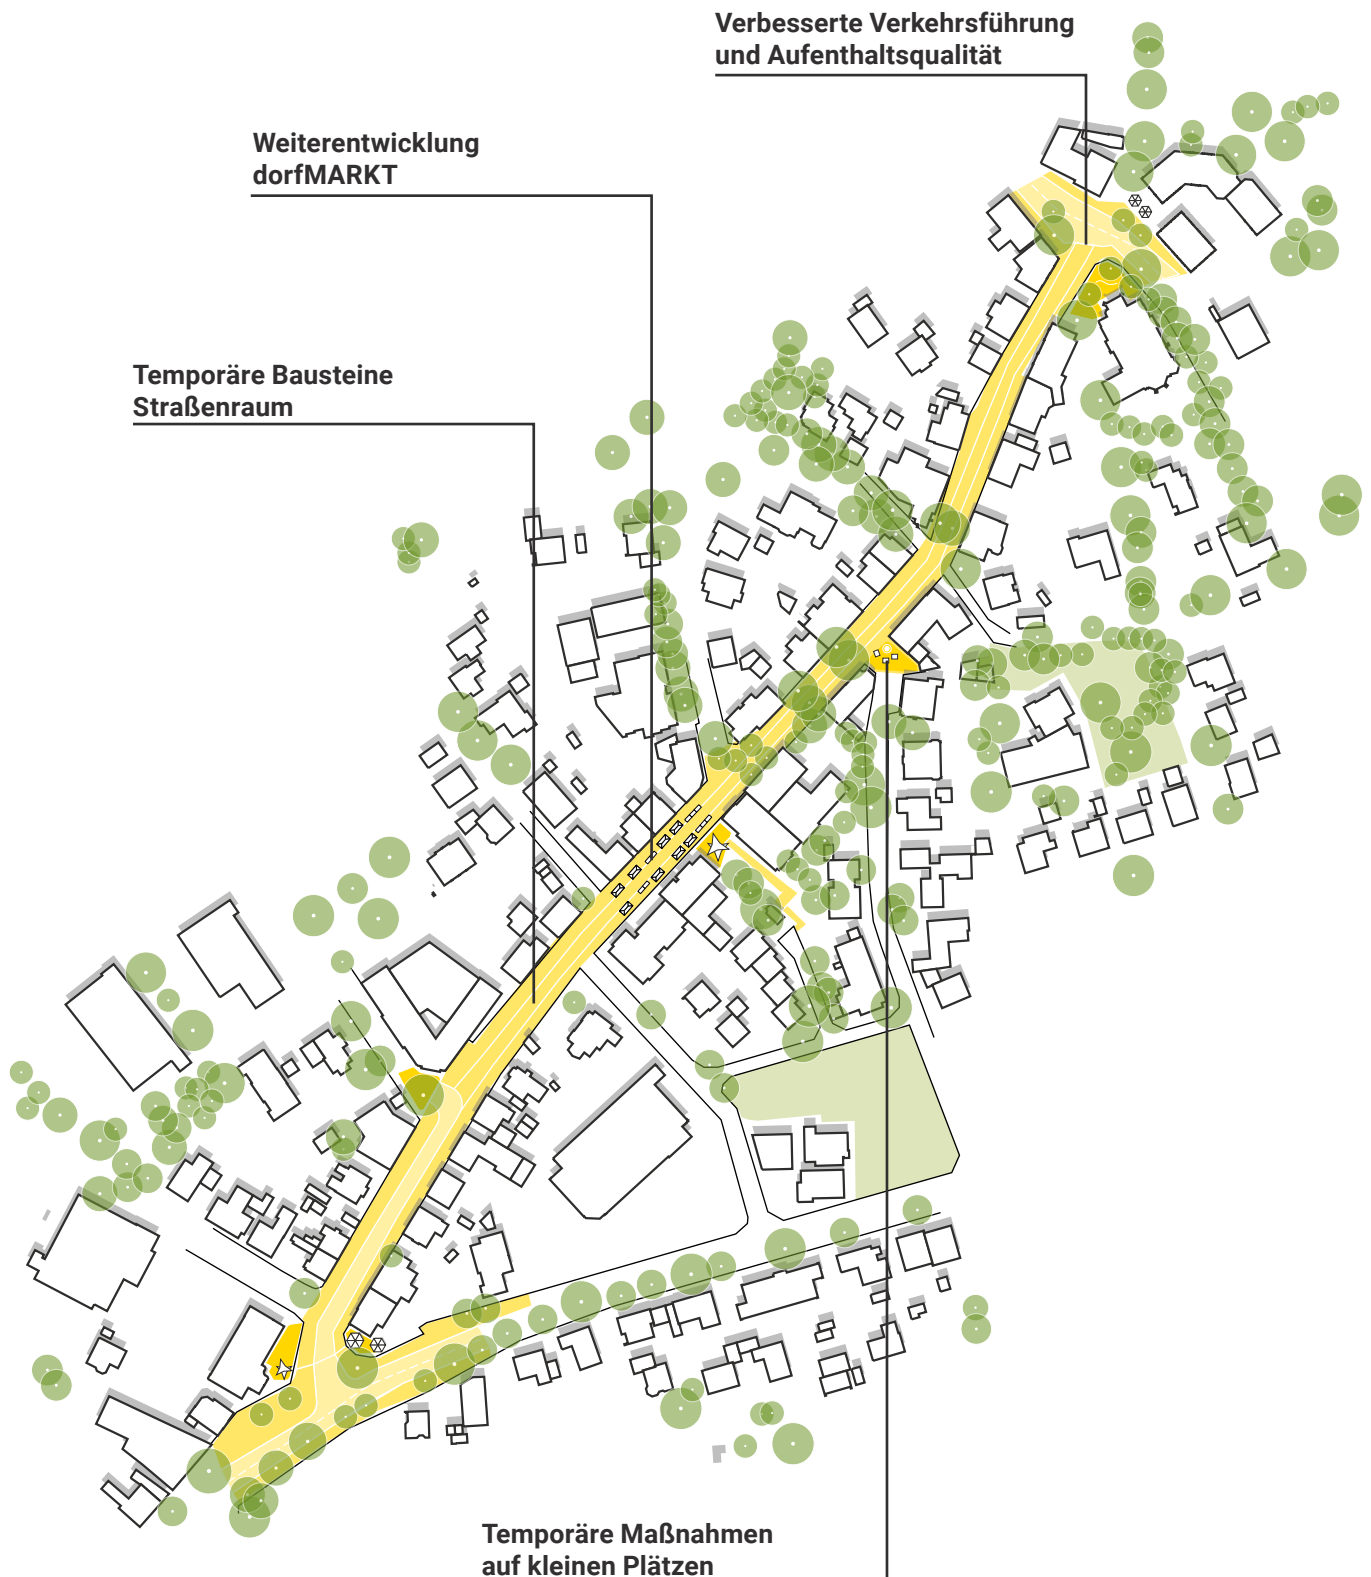 Verbesserte Verkehrsführung
und Aufenthaltsqualität
Weiterentwicklung
dorfMARKT
Temporäre Bausteine
Straßenraum
Temporäre Maßnahmen
auf kleinen Plätzen